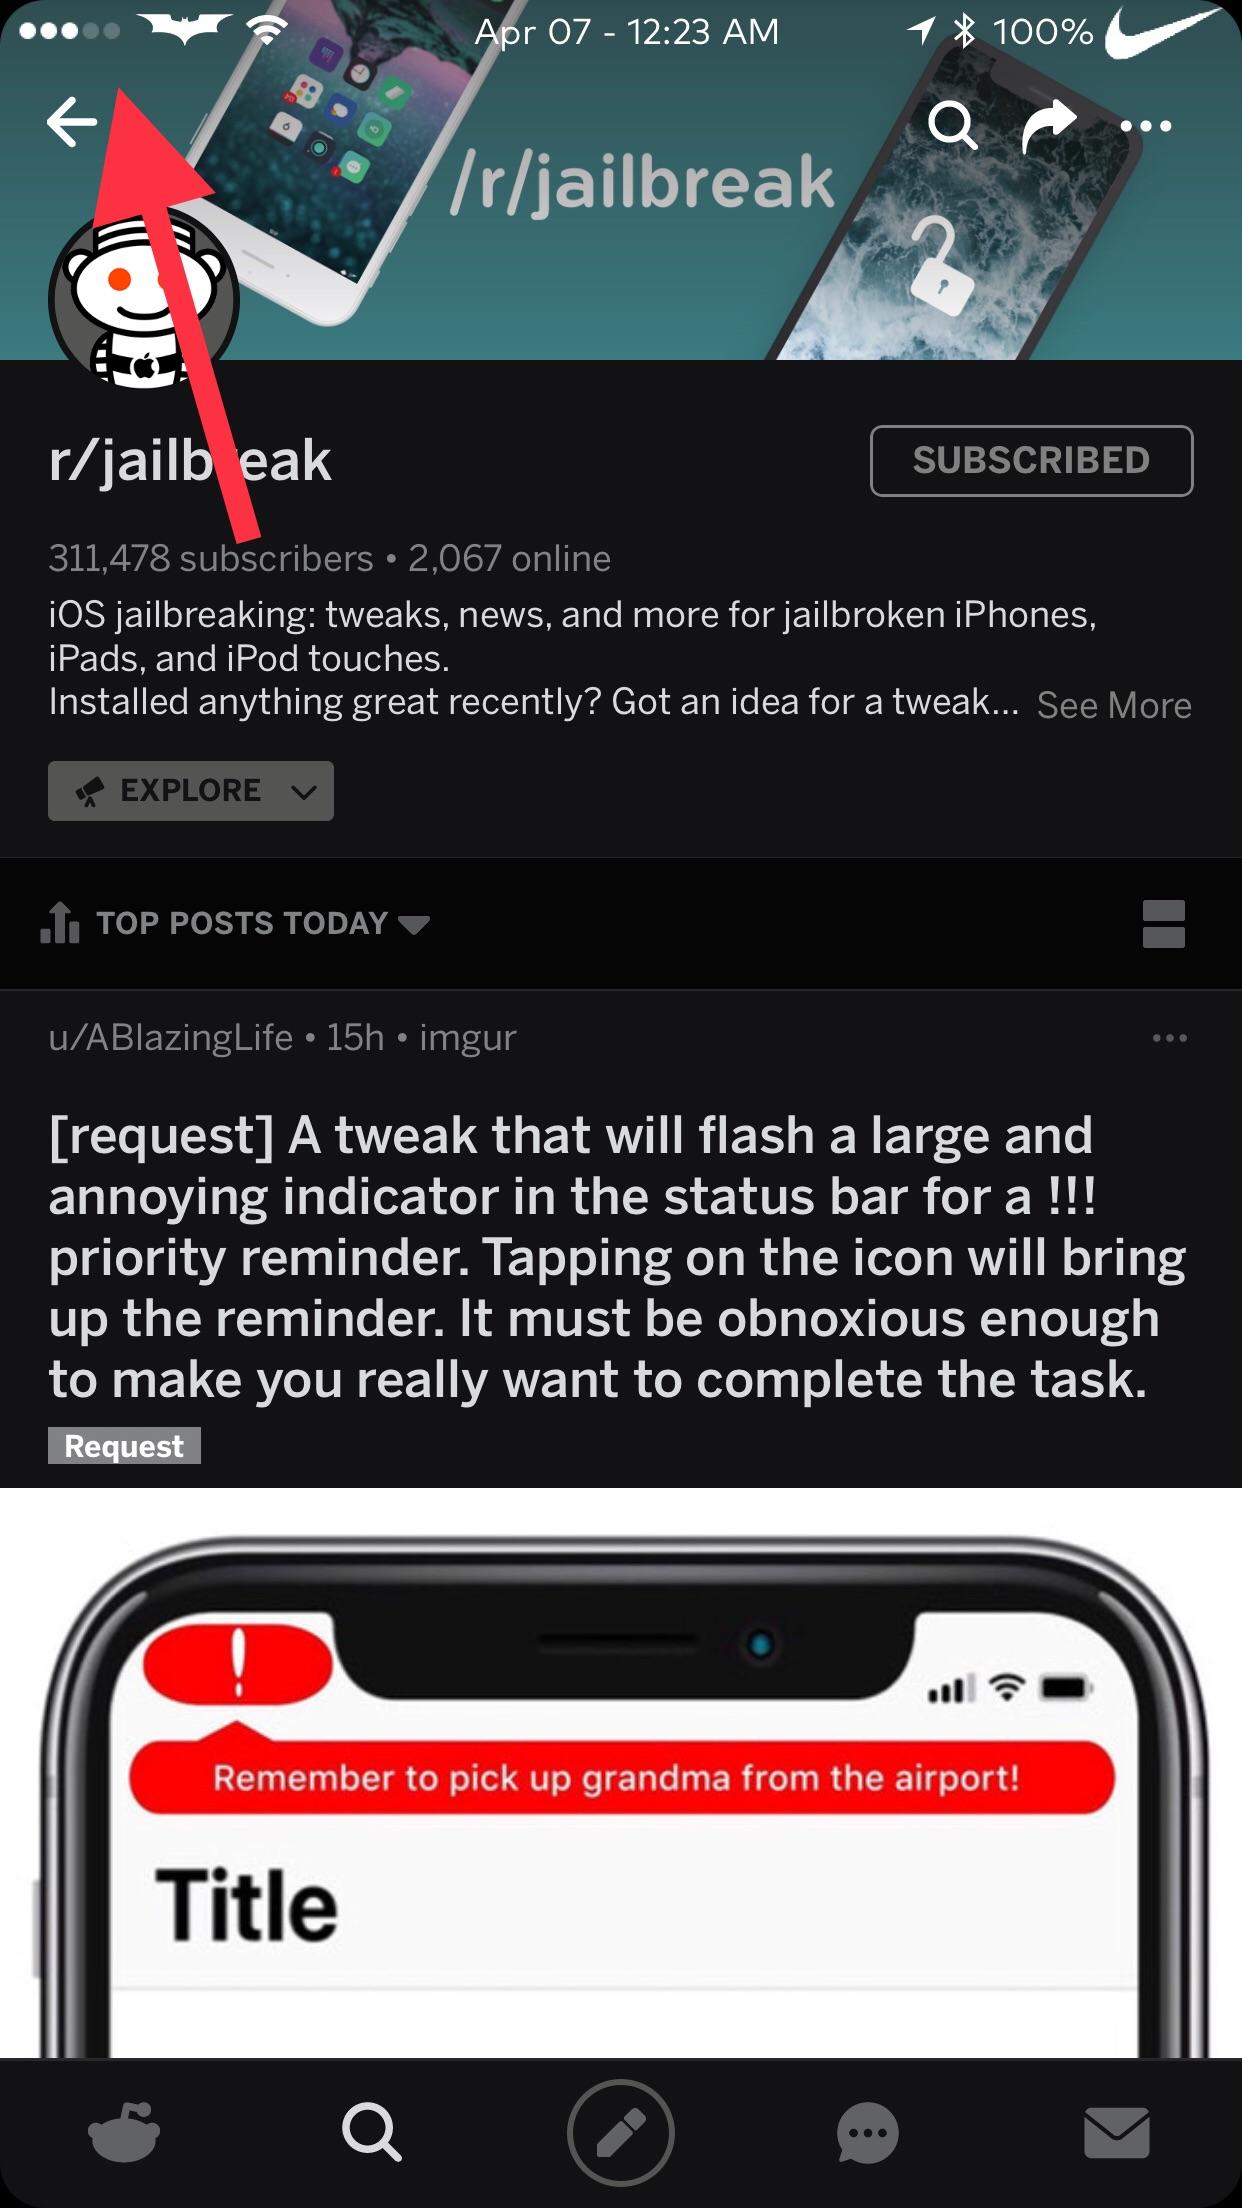 Apr 07 - 12:23 AM
100%
/r/jailbreak
r/jailbreak
SUBSCRIBED
311,478 subscribers • 2,067 online
iOS jailbreaking: tweaks, news, and more for jailbroken iPhones,
iPads, and iPod touches.
Installed anything great recently? Got an idea for a tweak... See More
EXPLORE
TOP POSTS TODAY
u/ABlazingLife • 15h • imgur
[request] A tweak that will flash a large and
annoying indicator in the status bar for a !!!
priority reminder. Tapping on the icon will bring
up the reminder. It must be obnoxious enough
to make you really want to complete the task.
Request
!
Remember to pick up grandma from the airport!
Title